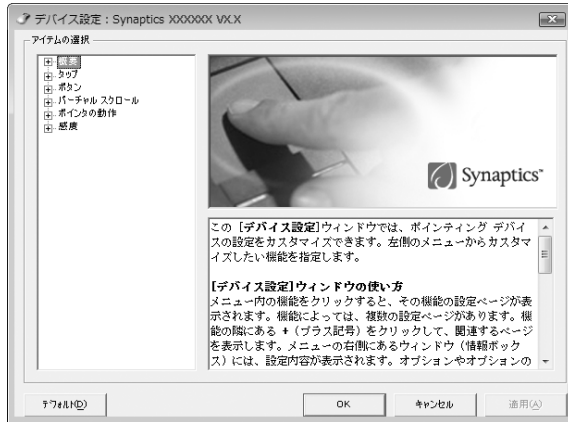 デバイス設定：Synaptics XXXXXX VX.X
アイテムの選択
概要
タップ
ボタン
バーチャル スクロール
ポインタの動作
感度
Synaptics™
この [デバイス設定]ウィンドウでは、ポインティング デバイ
スの設定をカスタマイズできます。左側のメニューからカスタマ
イズしたい機能を指定します。
[デバイス設定]ウィンドウの使い方
メニュー内の機能をクリックすると、その機能の設定ページが表
示されます。機能によっては、複数の設定ページがあります。機
能の隣にある + (プラス記号) をクリックして、関連するページ
を表示します。メニューの右側にあるウィンドウ (情報ボック
ス) には、設定内容が表示されます。オプションやオプションの
デフォルト(D)
OK
キャンセル
適用(A)